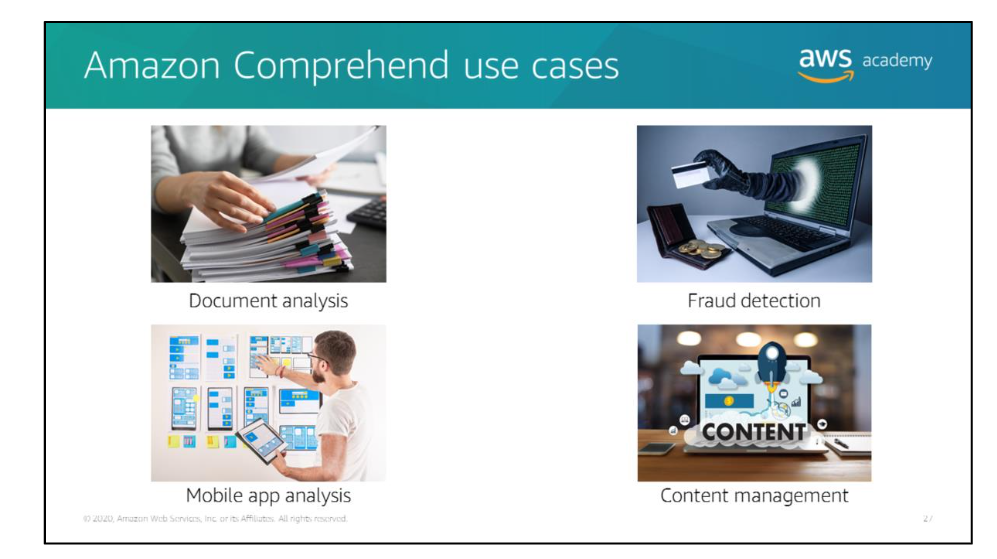 Amazon Comprehend use cases
aws academy
Document analysis
Fraud detection
CONTENT
Mobile app analysis
Content management
© 2020, Amazon Web Services, Inc. or its Affiliates. All rights reserved.
27